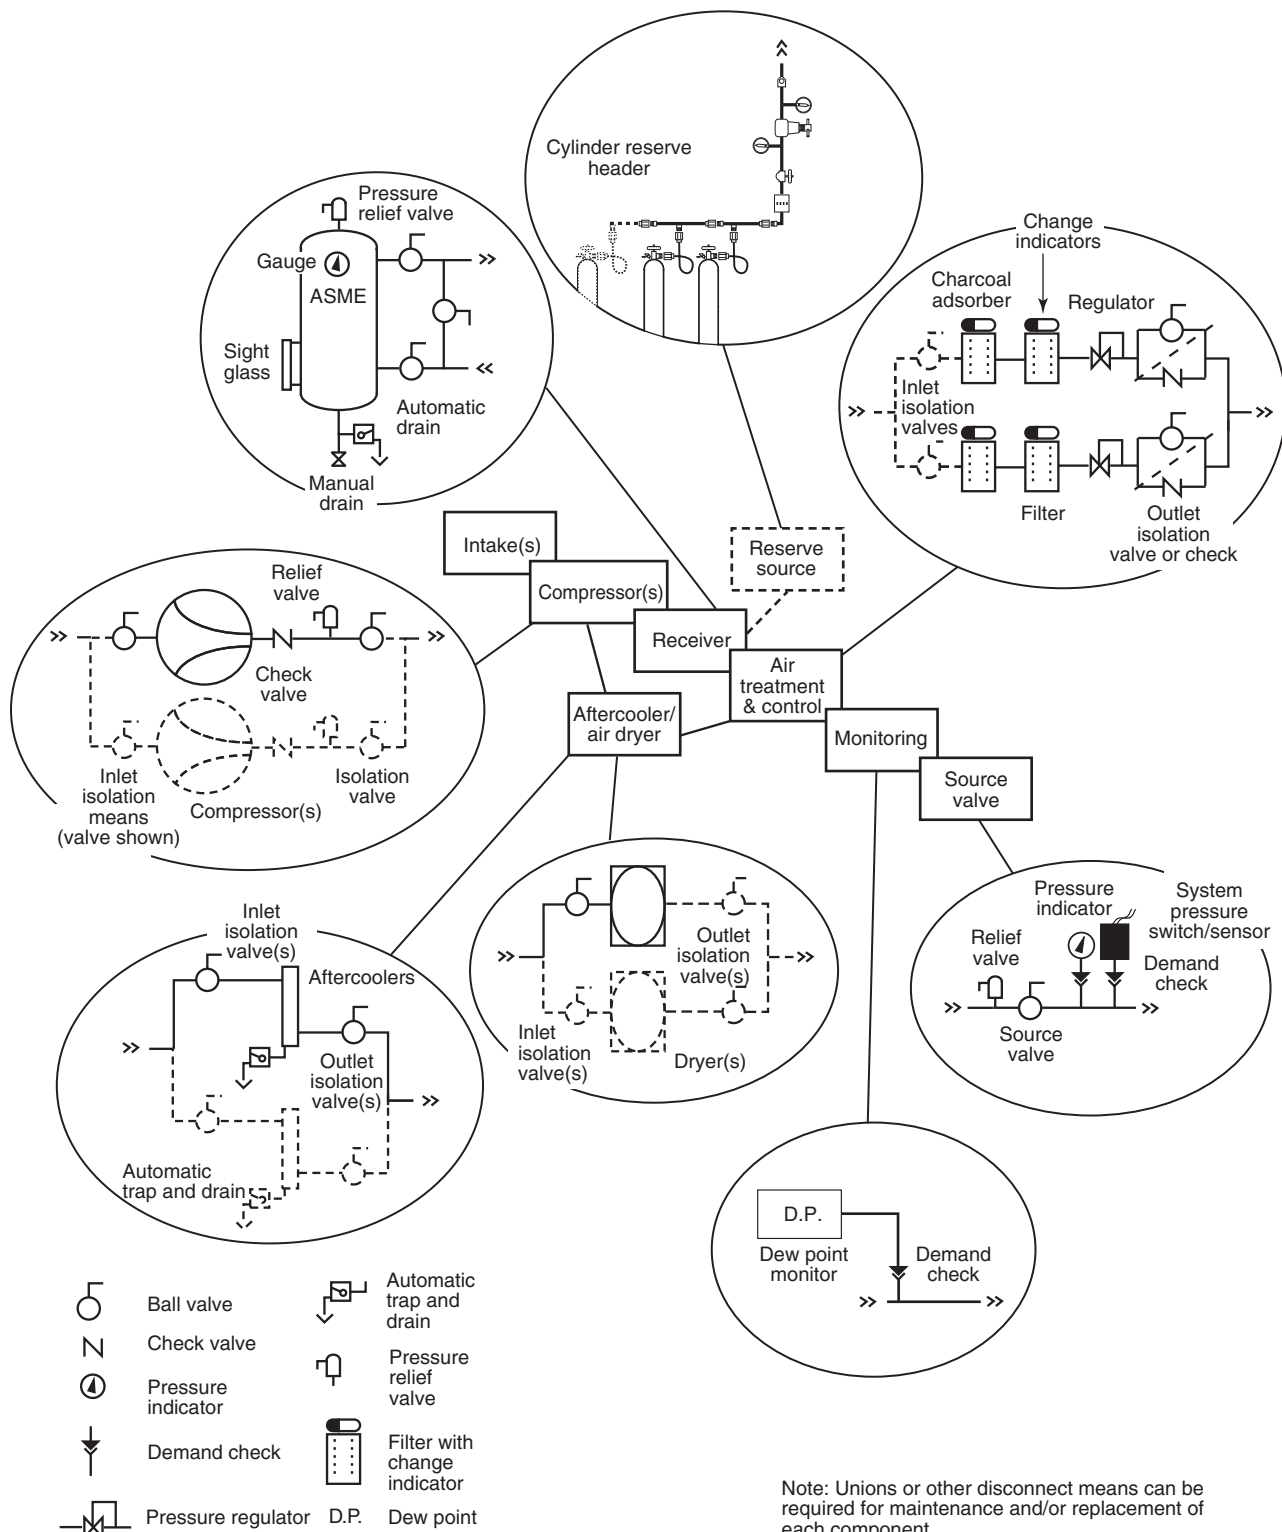 Cylinder reserve
header
Pressure
relief valve
Gauge
ASME
Sight
glass
Automatic
drain
Manual
drain
Change
indicators
Charcoal
adsorber
Regulator
Inlet
isolation
valves
Filter
Outlet
isolation
valve or check
Intake(s)
Compressor(s)
Receiver
Reserve
source
Air
treatment
& control
Aftercooler/
air dryer
Monitoring
Source
valve
Relief
valve
Check
valve
Inlet
isolation
means
(valve shown)
Compressor(s)
Isolation
valve
Inlet
isolation
valve(s)
Aftercoolers
Outlet
isolation
valve(s)
Automatic
trap and drain
Outlet
isolation
valve(s)
Inlet
isolation
valve(s)
Dryer(s)
Pressure
indicator
System
pressure
switch/sensor
Relief
valve
Demand
check
Source
valve
D.P.
Dew point
monitor
Demand
check
Ball valve
Check valve
Pressure
indicator
Demand check
Pressure regulator
Automatic
trap and
drain
Pressure
relief
valve
Filter with
change
indicator
D.P. Dew point
Note: Unions or other disconnect means can be
required for maintenance and/or replacement of
each component